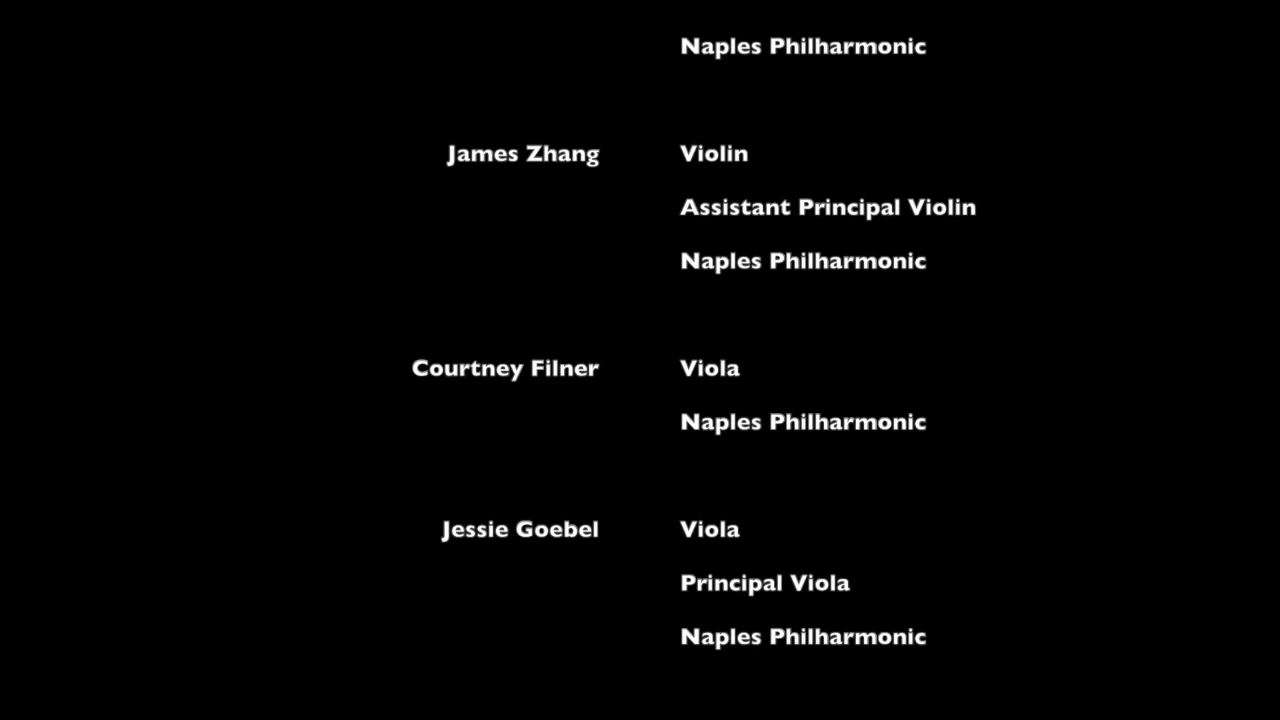 Naples Philharmonic
James Zhang Violin
Assistant Principal Violin
Naples Philharmonic
Courtney Filner Viola
Naples Philharmonic
Jessie Goebel Viola
Principal Viola
Naples Philharmonic